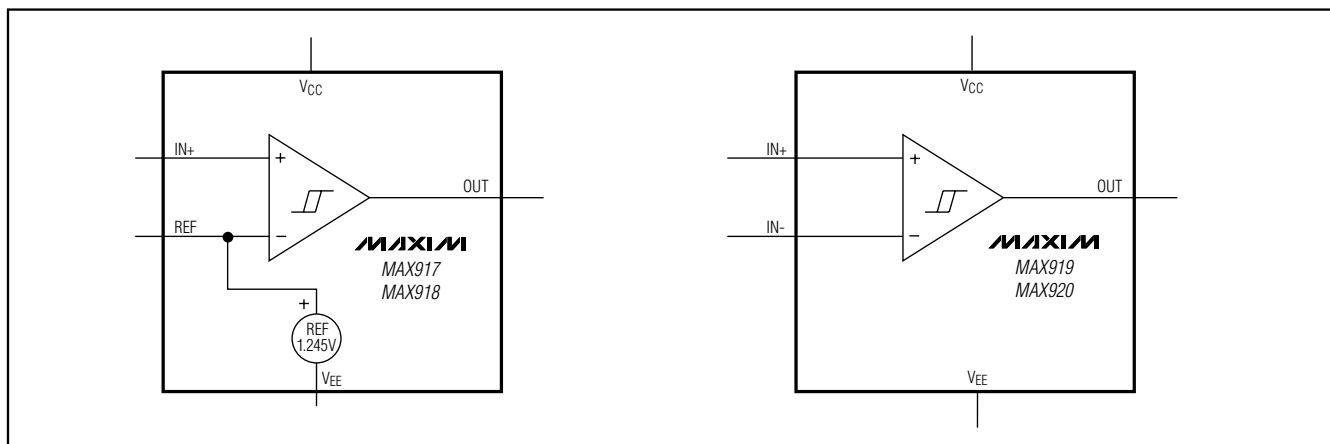 VCC
IN+
+
OUT
REF
−
MAXIM
MAX917
MAX918
+
REF
1.245V
VEE
VCC
IN+
+
OUT
IN-
−
MAXIM
MAX919
MAX920
VEE